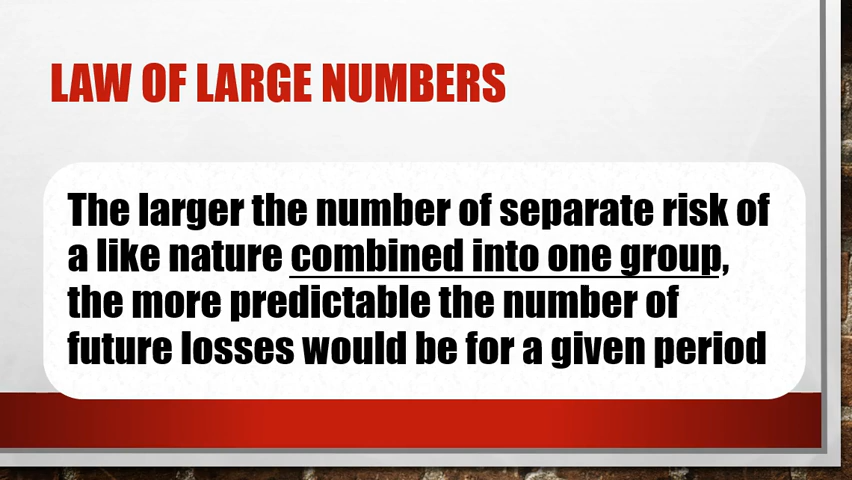 LAW OF LARGE NUMBERS
The larger the number of separate risk of
a like nature combined into one group,
the more predictable the number of
future losses would be for a given period